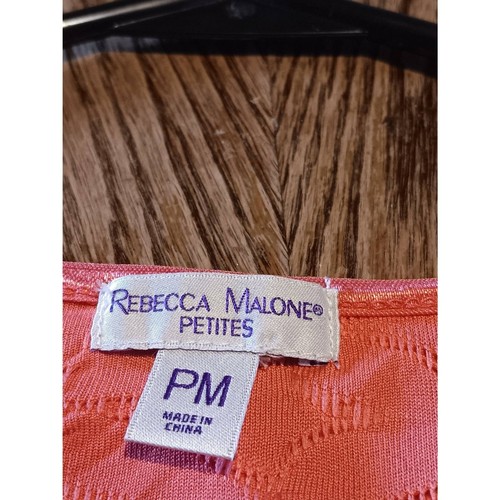 REBECCA MALONE®
PETITES
PM
MADE IN
CHINA